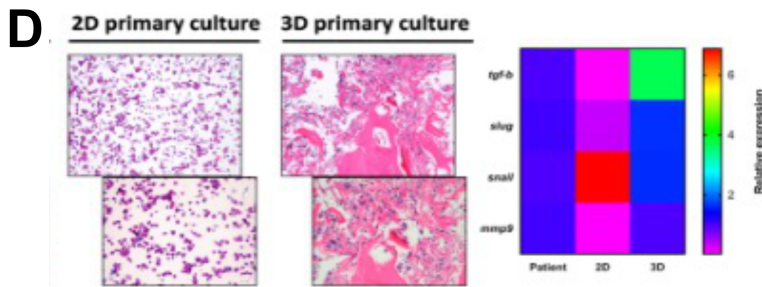 D
2D primary culture
3D primary culture
tgf-b
slug
snail
mmp9
Patient
2D
3D
6
4
2
Relative expression